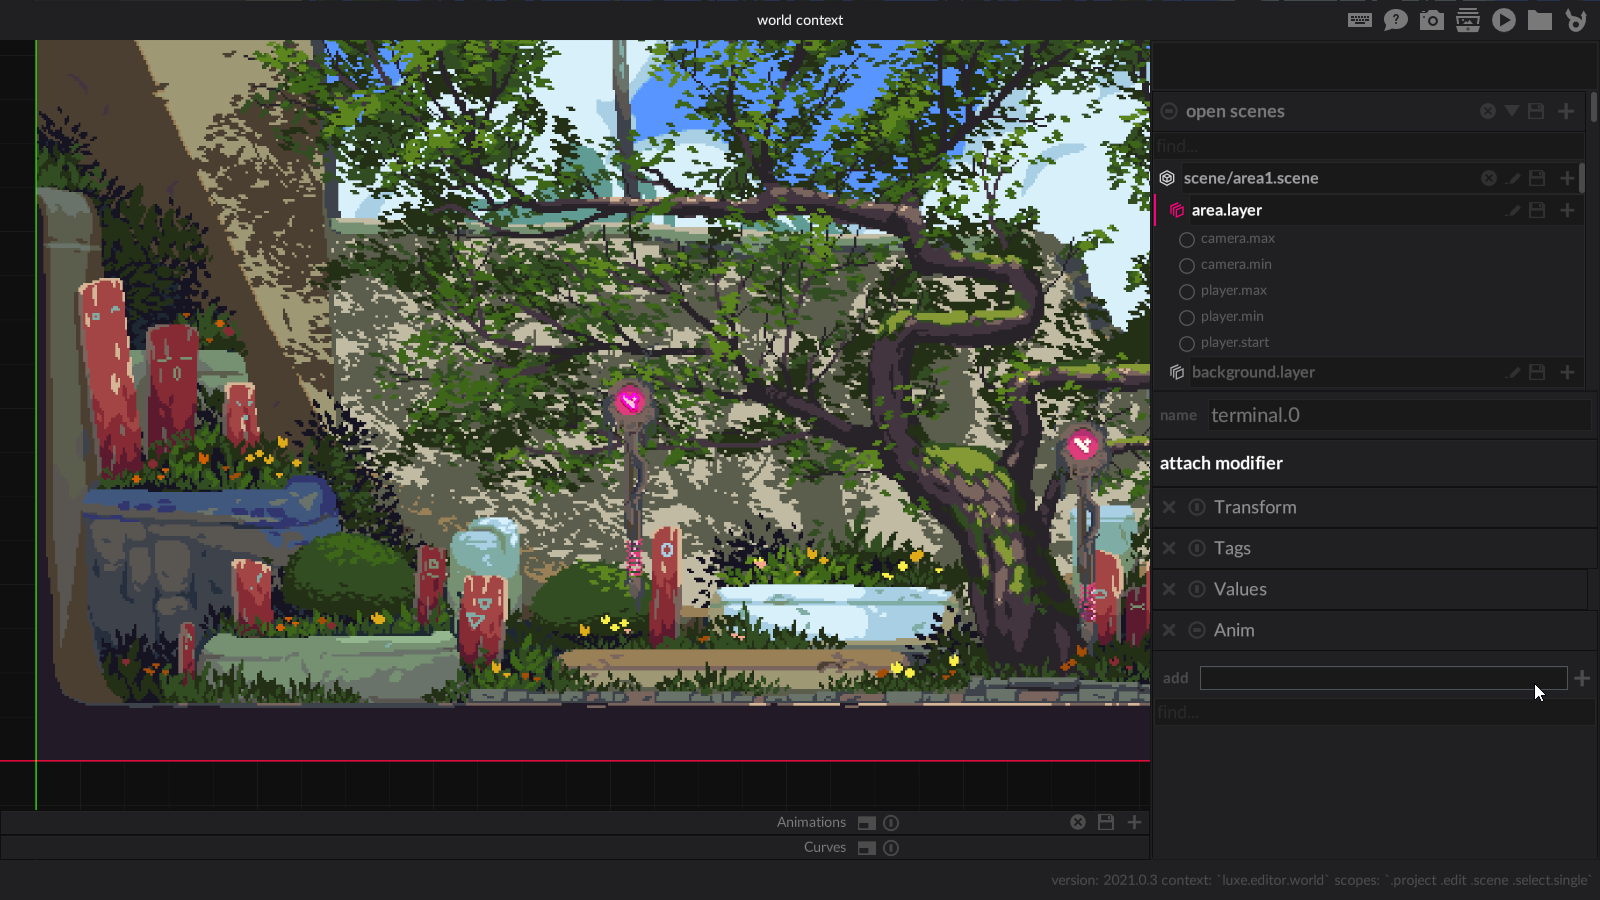 world context
open scenes
find...
scene/area1.scene
area.layer
camera.max
camera.min
player.max
player.min
player.start
background.layer
name terminal.0
attach modifier
Transform
Tags
Values
Anim
add
find...
Animations
Curves
version: 2021.0.3 context: `luxe.editor.world` scopes: `.project .edit .scene .select.single`